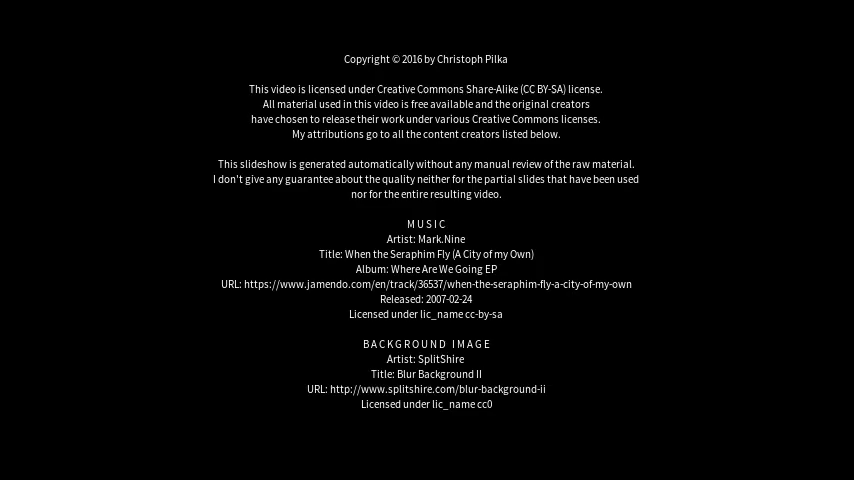 Copyright © 2016 by Christoph Pilka
This video is licensed under Creative Commons Share-Alike (CC BY-SA) license.
All material used in this video is free available and the original creators
have chosen to release their work under various Creative Commons licenses.
My attributions go to all the content creators listed below.
This slideshow is generated automatically without any manual review of the raw material.
I don't give any guarantee about the quality neither for the partial slides that have been used
nor for the entire resulting video.
MUSIC
Artist: Mark.Nine
Title: When the Seraphim Fly (A City of my Own)
Album: Where Are We Going EP
URL: https://www.jamendo.com/en/track/36537/when-the-seraphim-fly-a-city-of-my-own
Released: 2007-02-24
Licensed under lic_name cc-by-sa
BACKGROUND IMAGE
Artist: SplitShire
Title: Blur Background II
URL: http://www.splitshire.com/blur-background-ii
Licensed under lic_name cc0